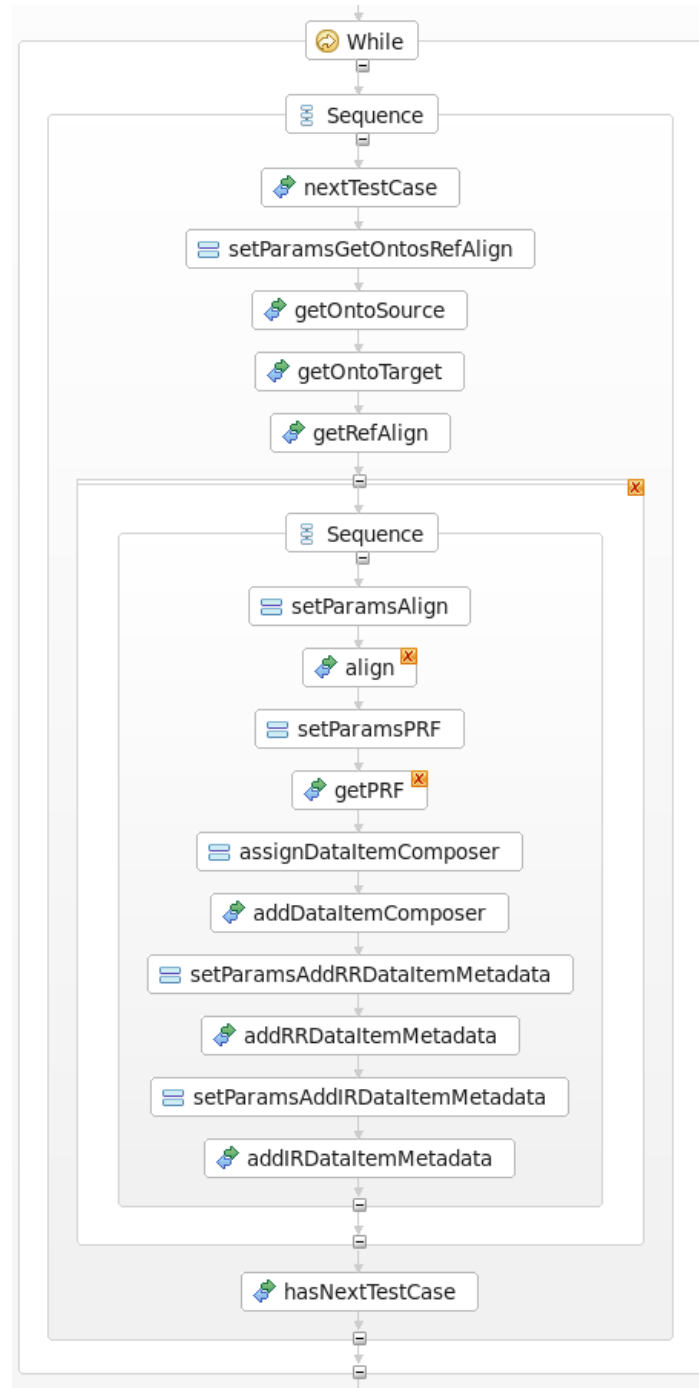 While
Sequence
nextTestCase
setParamsGetOntosRefAlign
getOntoSource
getOntoTarget
getRefAlign
Sequence
setParamsAlign
align
setParamsPRF
getPRF
assignDataItemComposer
addDataItemComposer
setParamsAddRRDataItemMetadata
addRRDataItemMetadata
setParamsAddIRDataItemMetadata
addIRDataItemMetadata
hasNextTestCase